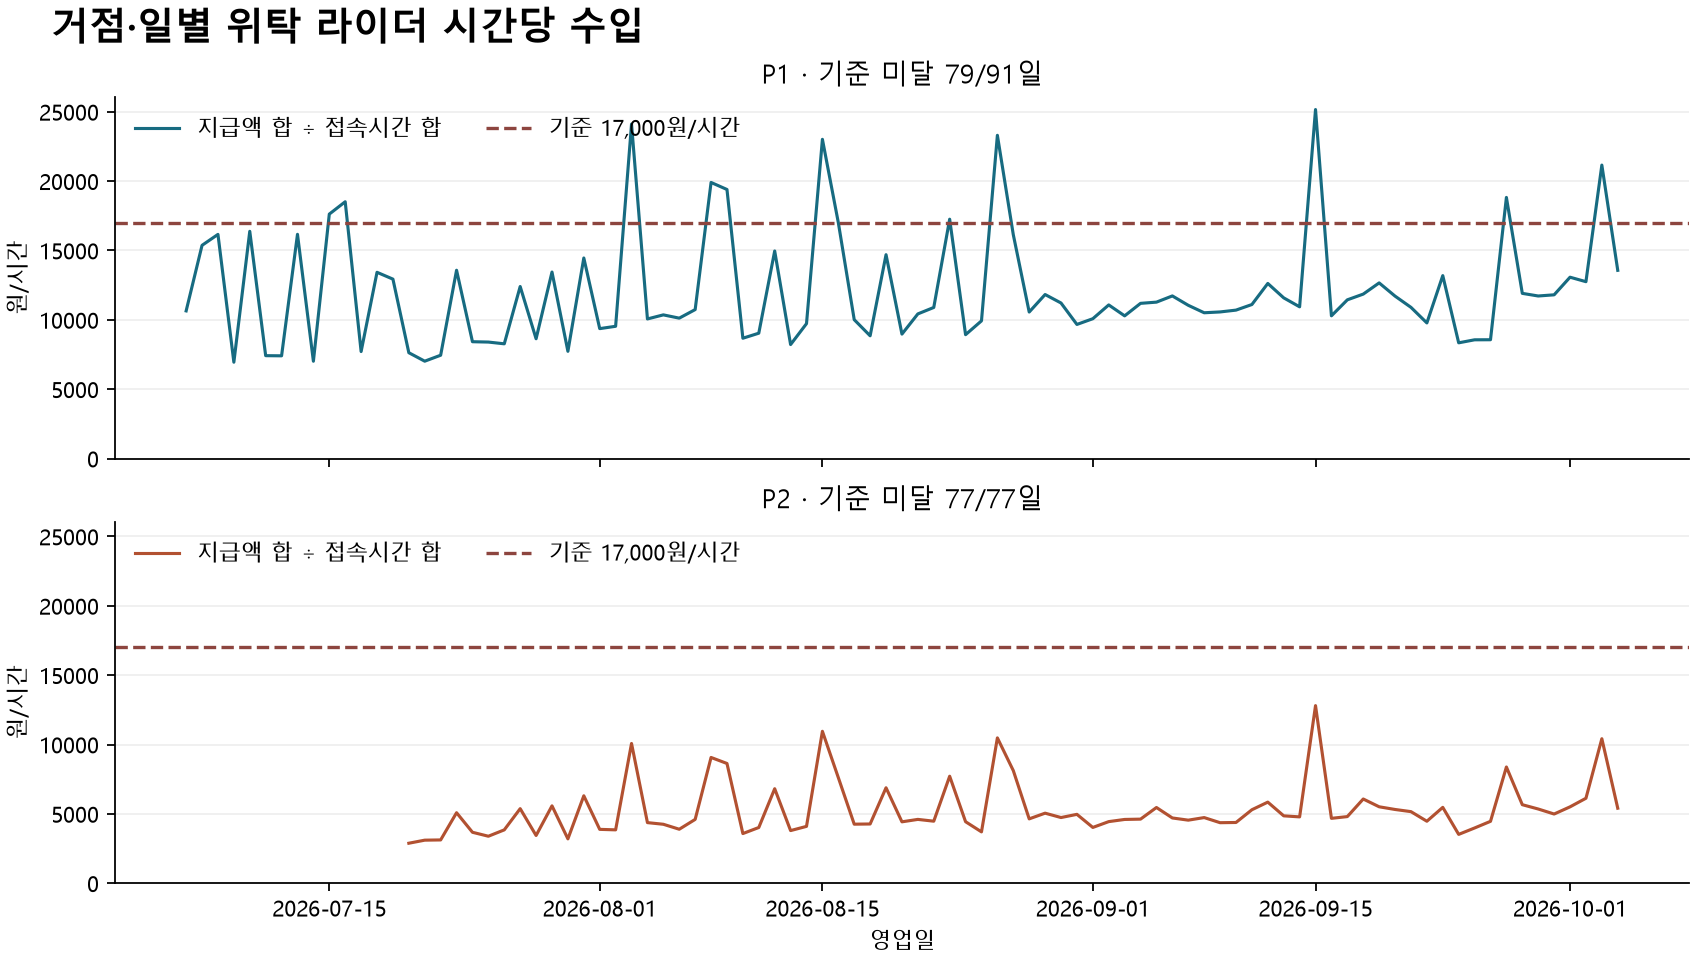 거점·일별 위탁 라이더 시간당 수입
P1 · 기준 미달 79/91일
지급액 합 ÷ 접속시간 합
기준 17,000원/시간
25000
20000
15000
10000
5000
0
원/시간
P2 · 기준 미달 77/77일
지급액 합 ÷ 접속시간 합
기준 17,000원/시간
25000
20000
15000
10000
5000
0
원/시간
2026-07-15
2026-08-01
2026-08-15
2026-09-01
2026-09-15
2026-10-01
영업일